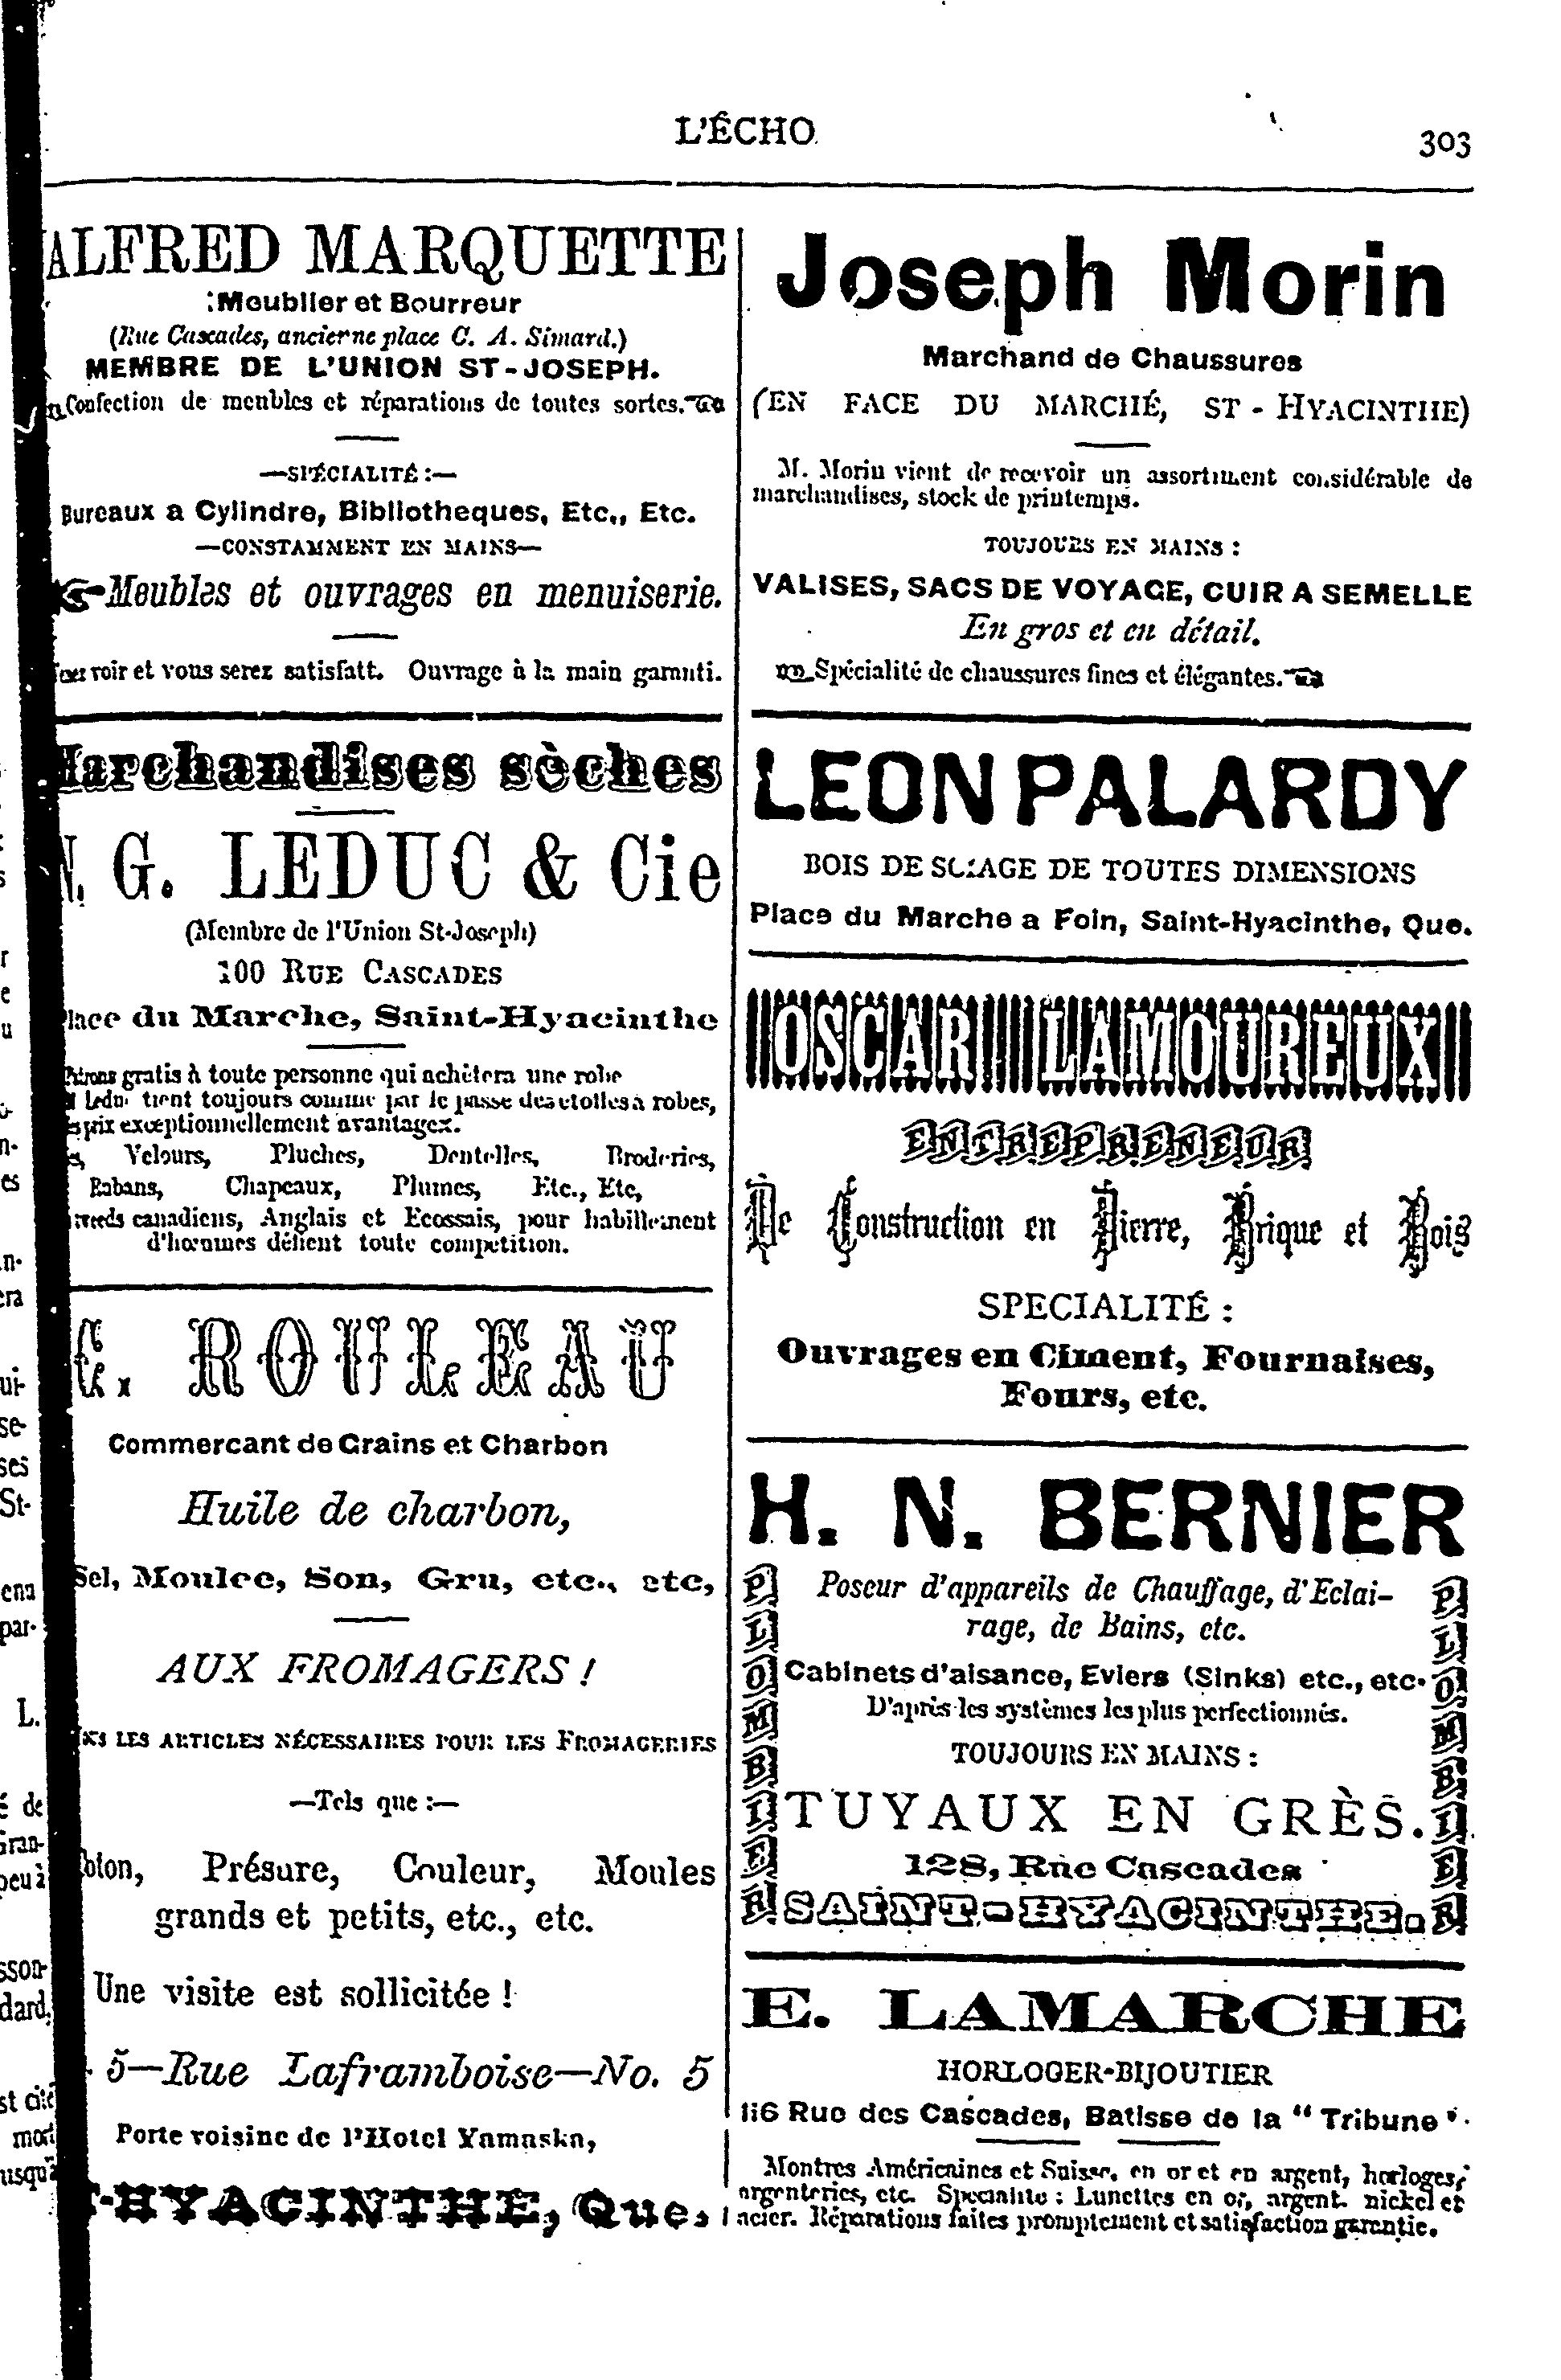 L'ÉCHO
303
ALFRED MARQUETTE
Meublier et Bourreur
(Rue Cascades, ancienne place C. A. Simard.)
MEMBRE DE L'UNION ST-JOSEPH.
Confection de meubles et réparations de toutes sortes.
—SPÉCIALITÉ :—
Bureaux a Cylindre, Bibliotheques, Etc., Etc.
—CONSTAMMENT EN MAINS—
Meubles et ouvrages en menuiserie.
voir et vous serez satisfatt. Ouvrage à la main garanti.
Marchandises sèches
N. G. LEDUC & Cie
(Membre de l'Union St-Joseph)
100 RUE CASCADES
Place du Marche, Saint-Hyacinthe
Patrons gratis à toute personne qui achètera une robe
Leduc tient toujours comme par le passe des etoffes à robes,
prix exceptionnellement avantagex.
Velours, Pluches, Dentelles, Broderies,
Rubans, Chapeaux, Plumes, Etc., Etc,
Tweeds canadiens, Anglais et Ecossais, pour habillement
d'hommes défient toute competition.
E. ROULEAU
Commercant de Grains et Charbon
Huile de charbon,
Sel, Moulee, Son, Gru, etc., etc,
AUX FROMAGERS !
LES ARTICLES NÉCESSAIRES POUR LES FROMAGERIES
—Tels que :—
Présure, Couleur, Moules
grands et petits, etc., etc.
Une visite est sollicitée !
5—Rue Laframboise—No. 5
Porte voisine de l'Hotel Yamaska,
T-HYACINTHE, Que.
Joseph Morin
Marchand de Chaussures
(EN FACE DU MARCHÉ, ST - HYACINTHE)
M. Morin vient de recevoir un assortiment considérable de
marchandises, stock de printemps.
TOUJOURS EN MAINS :
VALISES, SACS DE VOYAGE, CUIR A SEMELLE
En gros et en détail.
Spécialité de chaussures fines et élégantes.
LEON PALARDY
BOIS DE SCIAGE DE TOUTES DIMENSIONS
Place du Marche a Foin, Saint-Hyacinthe, Que.
OSCAR LAMOUREUX
ENTREPRENEUR
De Construction en Pierre, Brique et Bois
SPECIALITÉ :
Ouvrages en Ciment, Fournaises,
Fours, etc.
H. N. BERNIER
PLOMBIER
Poseur d'appareils de Chauffage, d'Eclai-
rage, de Bains, etc.
Cabinets d'aisance, Eviers (Sinks) etc., etc.
D'après les systèmes les plus perfectionnés.
TOUJOURS EN MAINS :
TUYAUX EN GRÈS.
128, Rue Cascades
SAINT-HYACINTHE.
PLOMBIER
E. LAMARCHE
HORLOGER-BIJOUTIER
116 Rue des Cascades, Batisse de la "Tribune".
Montres Américaines et Suisse, en or et en argent, horloges,
argenteries, etc. Specialite : Lunettes en or, argent. nickel et
acier. Réparations faites promptement et satisfaction garantie.